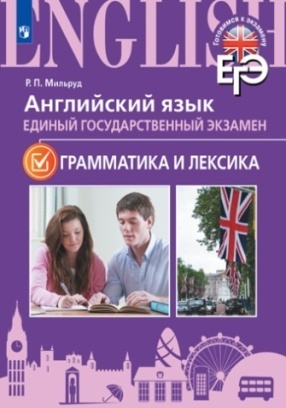 ENGLISH
Готовимся к экзамену
ЕГЭ
Р. П. Мильруд
Английский язык
ЕДИНЫЙ ГОСУДАРСТВЕННЫЙ ЭКЗАМЕН
ГРАММАТИКА И ЛЕКСИКА